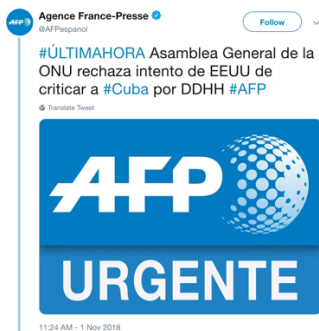 Agence France-Presse
@AFPespanol
Follow
#ÚLTIMAHORA Asamblea General de la
ONU rechaza intento de EEUU de
criticar a #Cuba por DDHH #AFP
Translate Tweet
AFP
AFP
URGENTE
11:24 AM - 1 Nov 2018